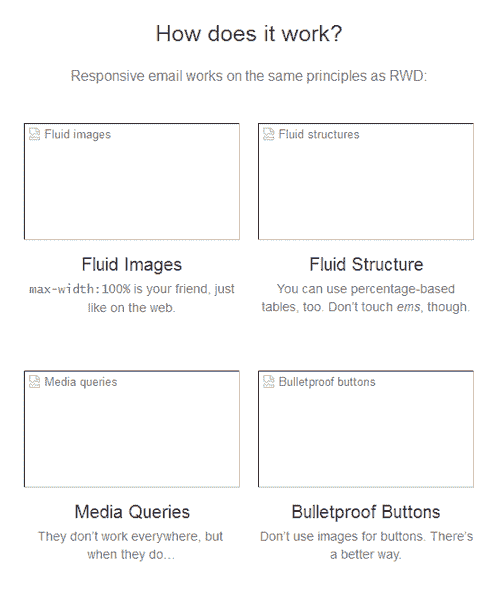 How does it work?
Responsive email works on the same principles as RWD:
Fluid images
Fluid structures
Fluid Images
max-width:100% is your friend, just
like on the web.
Fluid Structure
You can use percentage-based
tables, too. Don’t touch ems, though.
Media queries
Bulletproof buttons
Media Queries
They don’t work everywhere, but
when they do…
Bulletproof Buttons
Don’t use images for buttons. There’s
a better way.